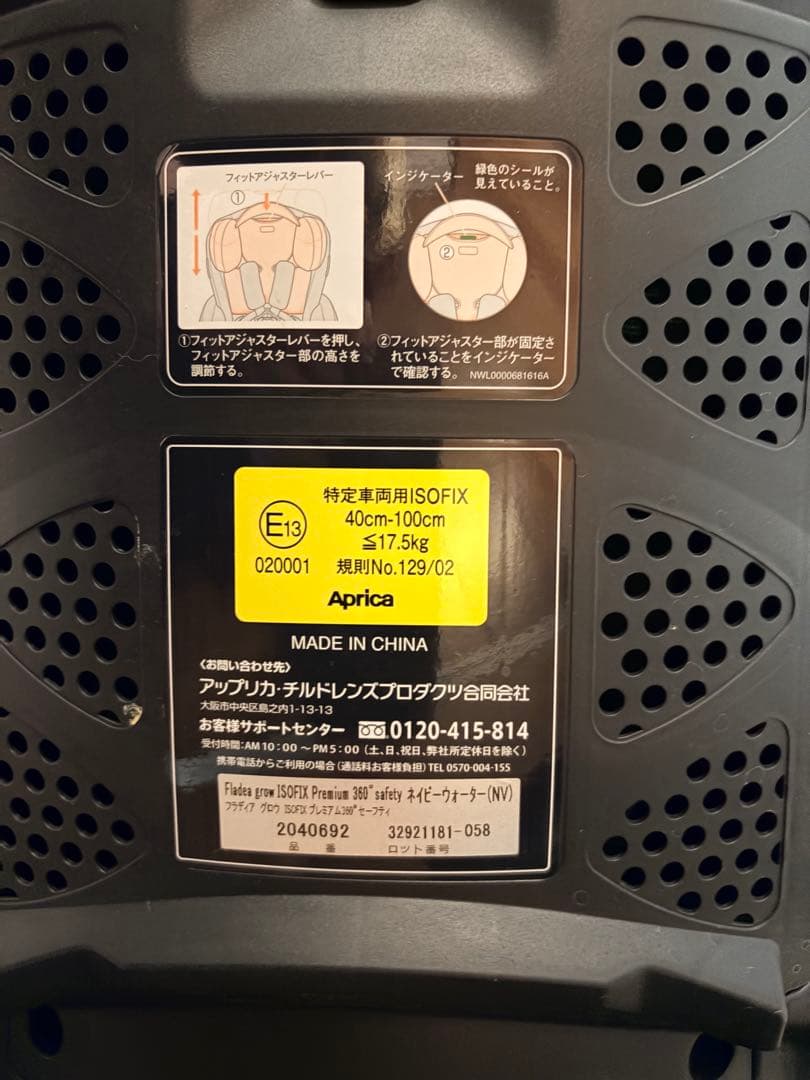 フィットアジャスターレバー
①
インジケーター
緑色のシールが
見えていること。
②
①フィットアジャスターレバーを押し、
フィットアジャスター部の高さを
調節する。
②フィットアジャスター部が固定さ
れていることをインジケーター
で確認する。 NWL0000681616A
特定車両用ISOFIX
E13 40cm-100cm
≦17.5kg
020001 規則No.129/02
Aprica
MADE IN CHINA
〈お問い合わせ先〉
アップリカ・チルドレンズプロダクツ合同会社
大阪市中央区島之内1-13-13
お客様サポートセンター 0120-415-814
受付時間:AM10:00～PM5:00(土、日、祝日、弊社所定休日を除く)
携帯電話からご利用の場合(通話料お客様負担)TEL 0570-004-155
Fladea grow ISOFIX Premium 360°safety ネイビーウォーター(NV)
フラディア グロウ ISOFIXプレミアム360°セーフティ
2040692 32921181-058
品 番 ロット番号